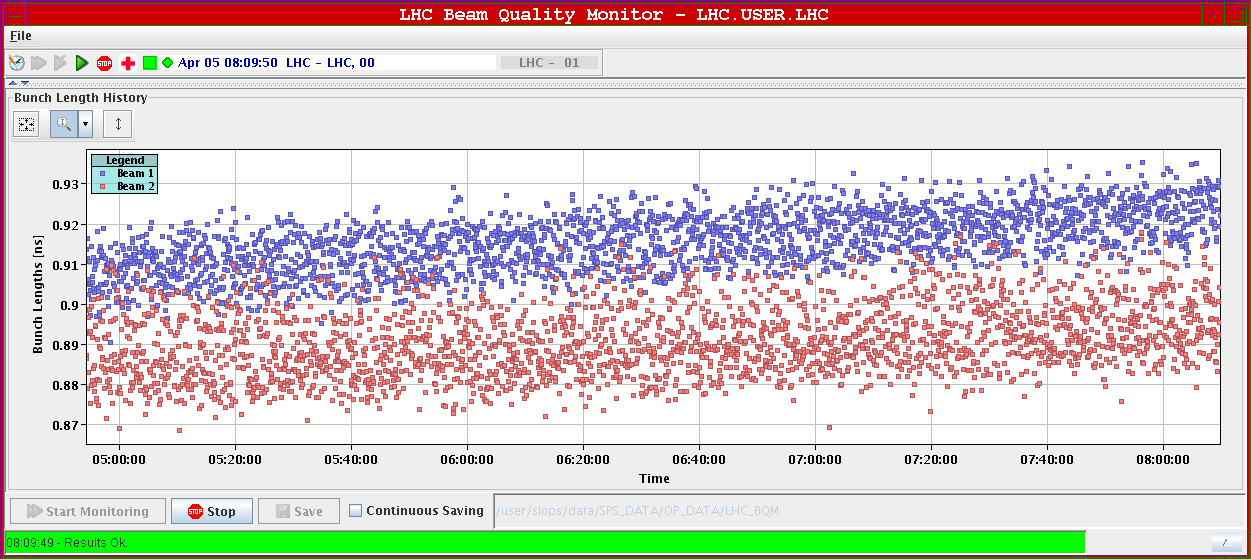 LHC Beam Quality Monitor - LHC.USER.LHC
File
STOP Apr 05 08:09:50 LHC - LHC, 00 LHC - 01
Bunch Length History
Legend
Beam 1
Beam 2
Bunch Lengths [ns]
0.93
0.92
0.91
0.9
0.89
0.88
0.87
05:00:00 05:20:00 05:40:00 06:00:00 06:20:00 06:40:00 07:00:00 07:20:00 07:40:00 08:00:00
Time
Start Monitoring STOP Stop Save Continuous Saving /user/slops/data/SPS_DATA/OP_DATA/LHC_BQM
08:09:49 - Results Ok.